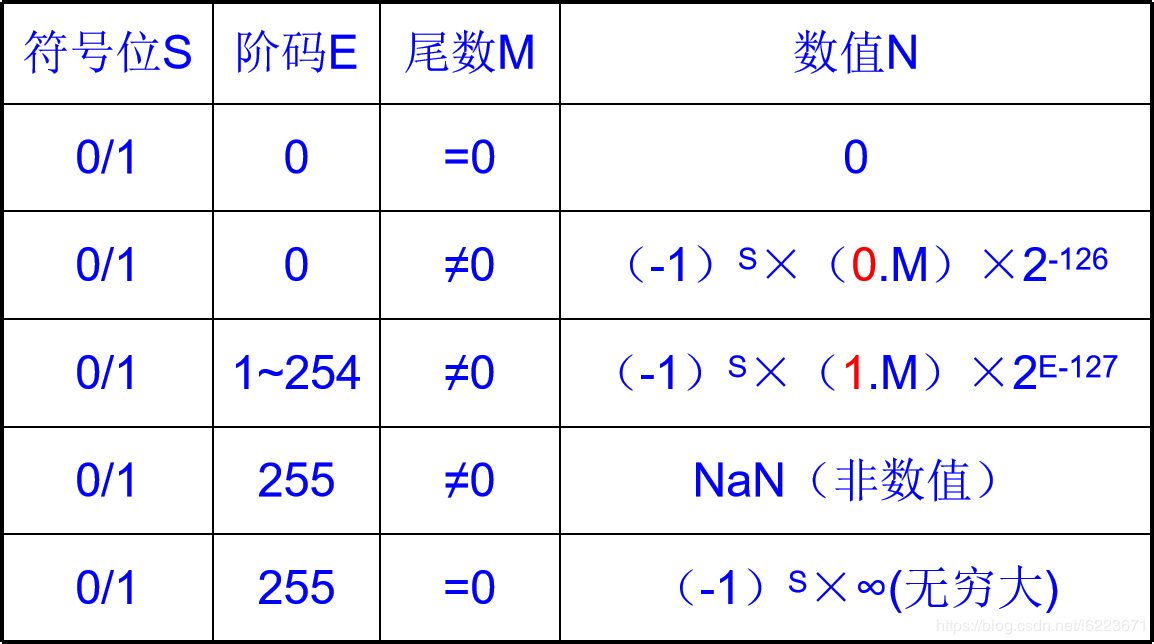 符号位S 阶码E 尾数M 数值N
0/1 0 =0 0
0/1 0 ≠0 （-1）S×（0.M）×2-126
0/1 1~254 ≠0 （-1）S×（1.M）×2E-127
0/1 255 ≠0 NaN（非数值）
0/1 255 =0 （-1）S×∞(无穷大)
https://blog.csdn.net/i6223671